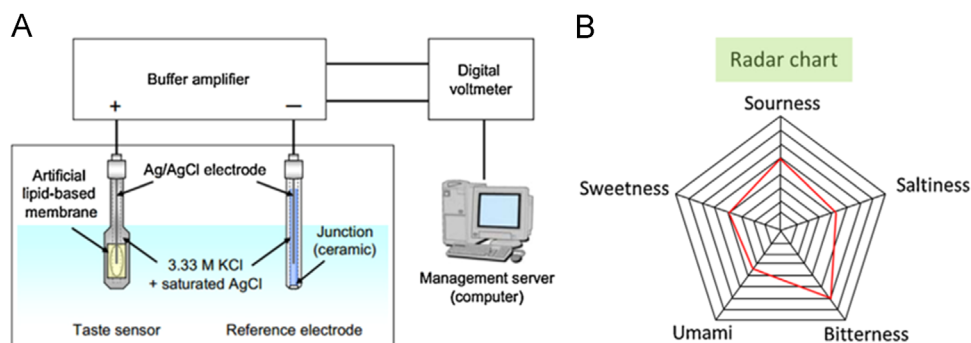 A
Buffer amplifier
+
—
Digital
voltmeter
Artificial
lipid-based
membrane
Ag/AgCl electrode
Junction
(ceramic)
3.33 M KCl
+ saturated AgCl
Taste sensor
Reference electrode
Management server
(computer)
B
Radar chart
Sourness
Sweetness
Saltiness
Umami
Bitterness